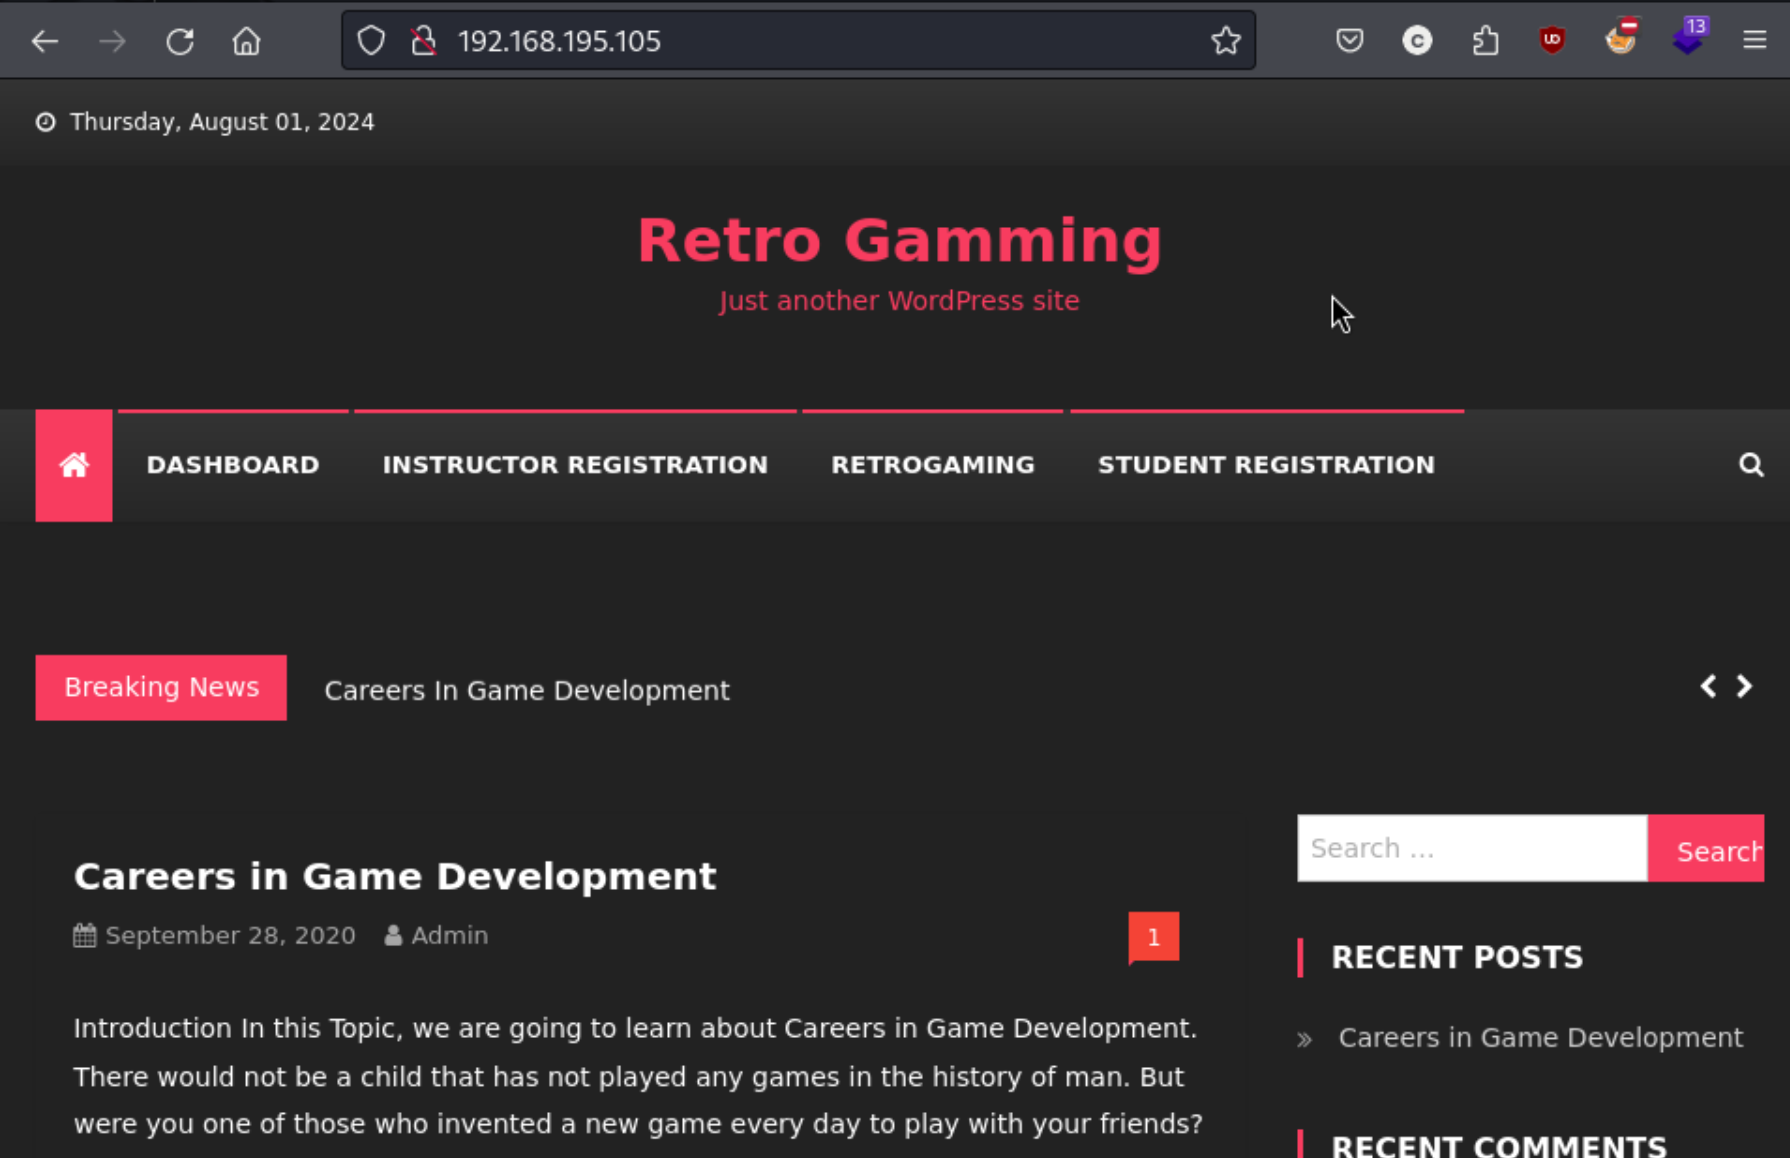 192.168.195.105
13
Thursday, August 01, 2024
Retro Gamming
Just another WordPress site
DASHBOARD INSTRUCTOR REGISTRATION RETROGAMING STUDENT REGISTRATION
Breaking News Careers In Game Development
Search ... Search
Careers in Game Development
September 28, 2020 Admin 1
Introduction In this Topic, we are going to learn about Careers in Game Development.
There would not be a child that has not played any games in the history of man. But
were you one of those who invented a new game every day to play with your friends?
RECENT POSTS
» Careers in Game Development
RECENT COMMENTS